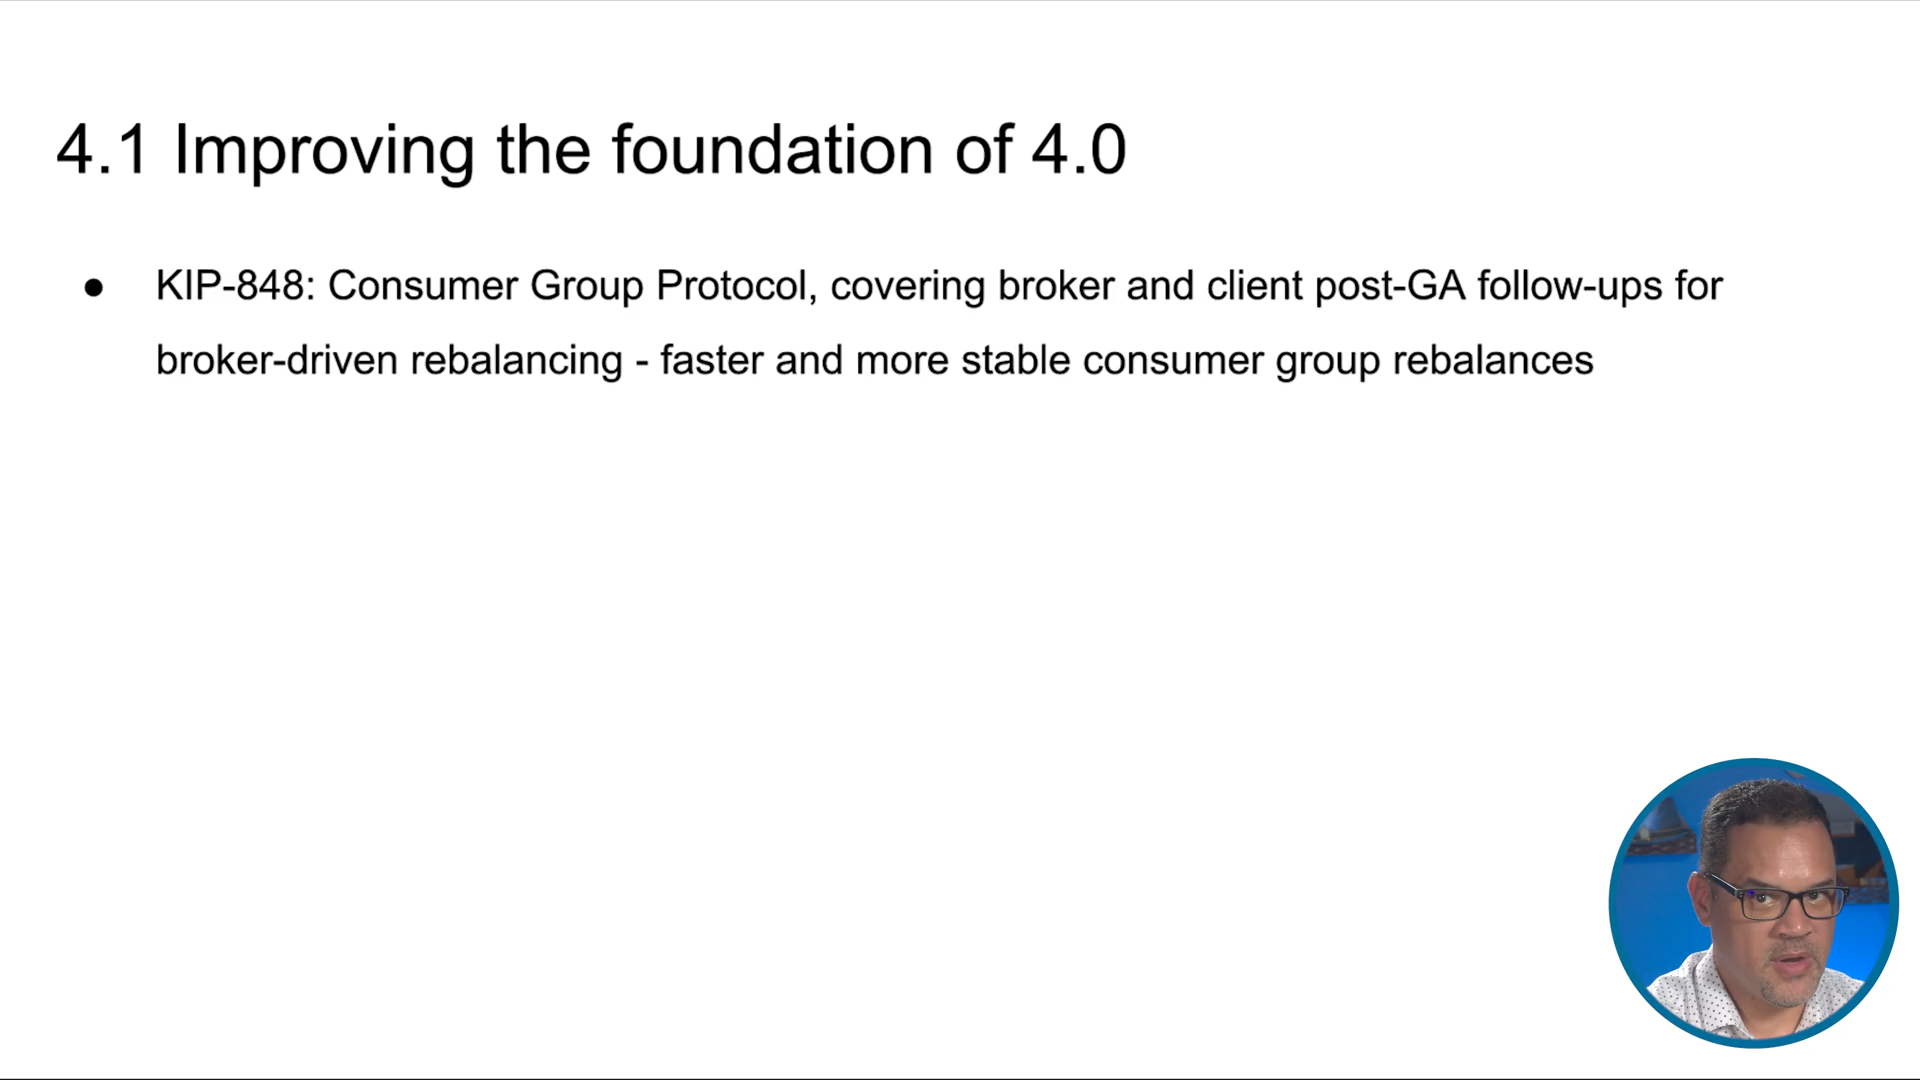 4.1 Improving the foundation of 4.0
● KIP-848: Consumer Group Protocol, covering broker and client post-GA follow-ups for
broker-driven rebalancing - faster and more stable consumer group rebalances